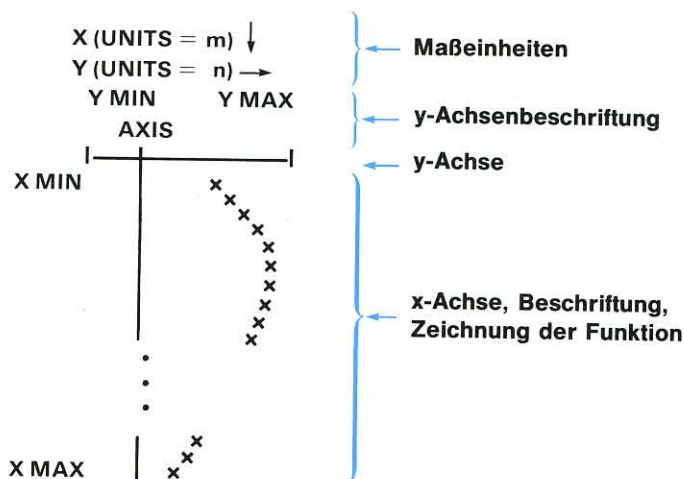 X (UNITS = m) ↓
Y (UNITS = n) →
Y MIN Y MAX
AXIS
X MIN
X MAX
Maßeinheiten
y-Achsenbeschriftung
y-Achse
x-Achse, Beschriftung,
Zeichnung der Funktion